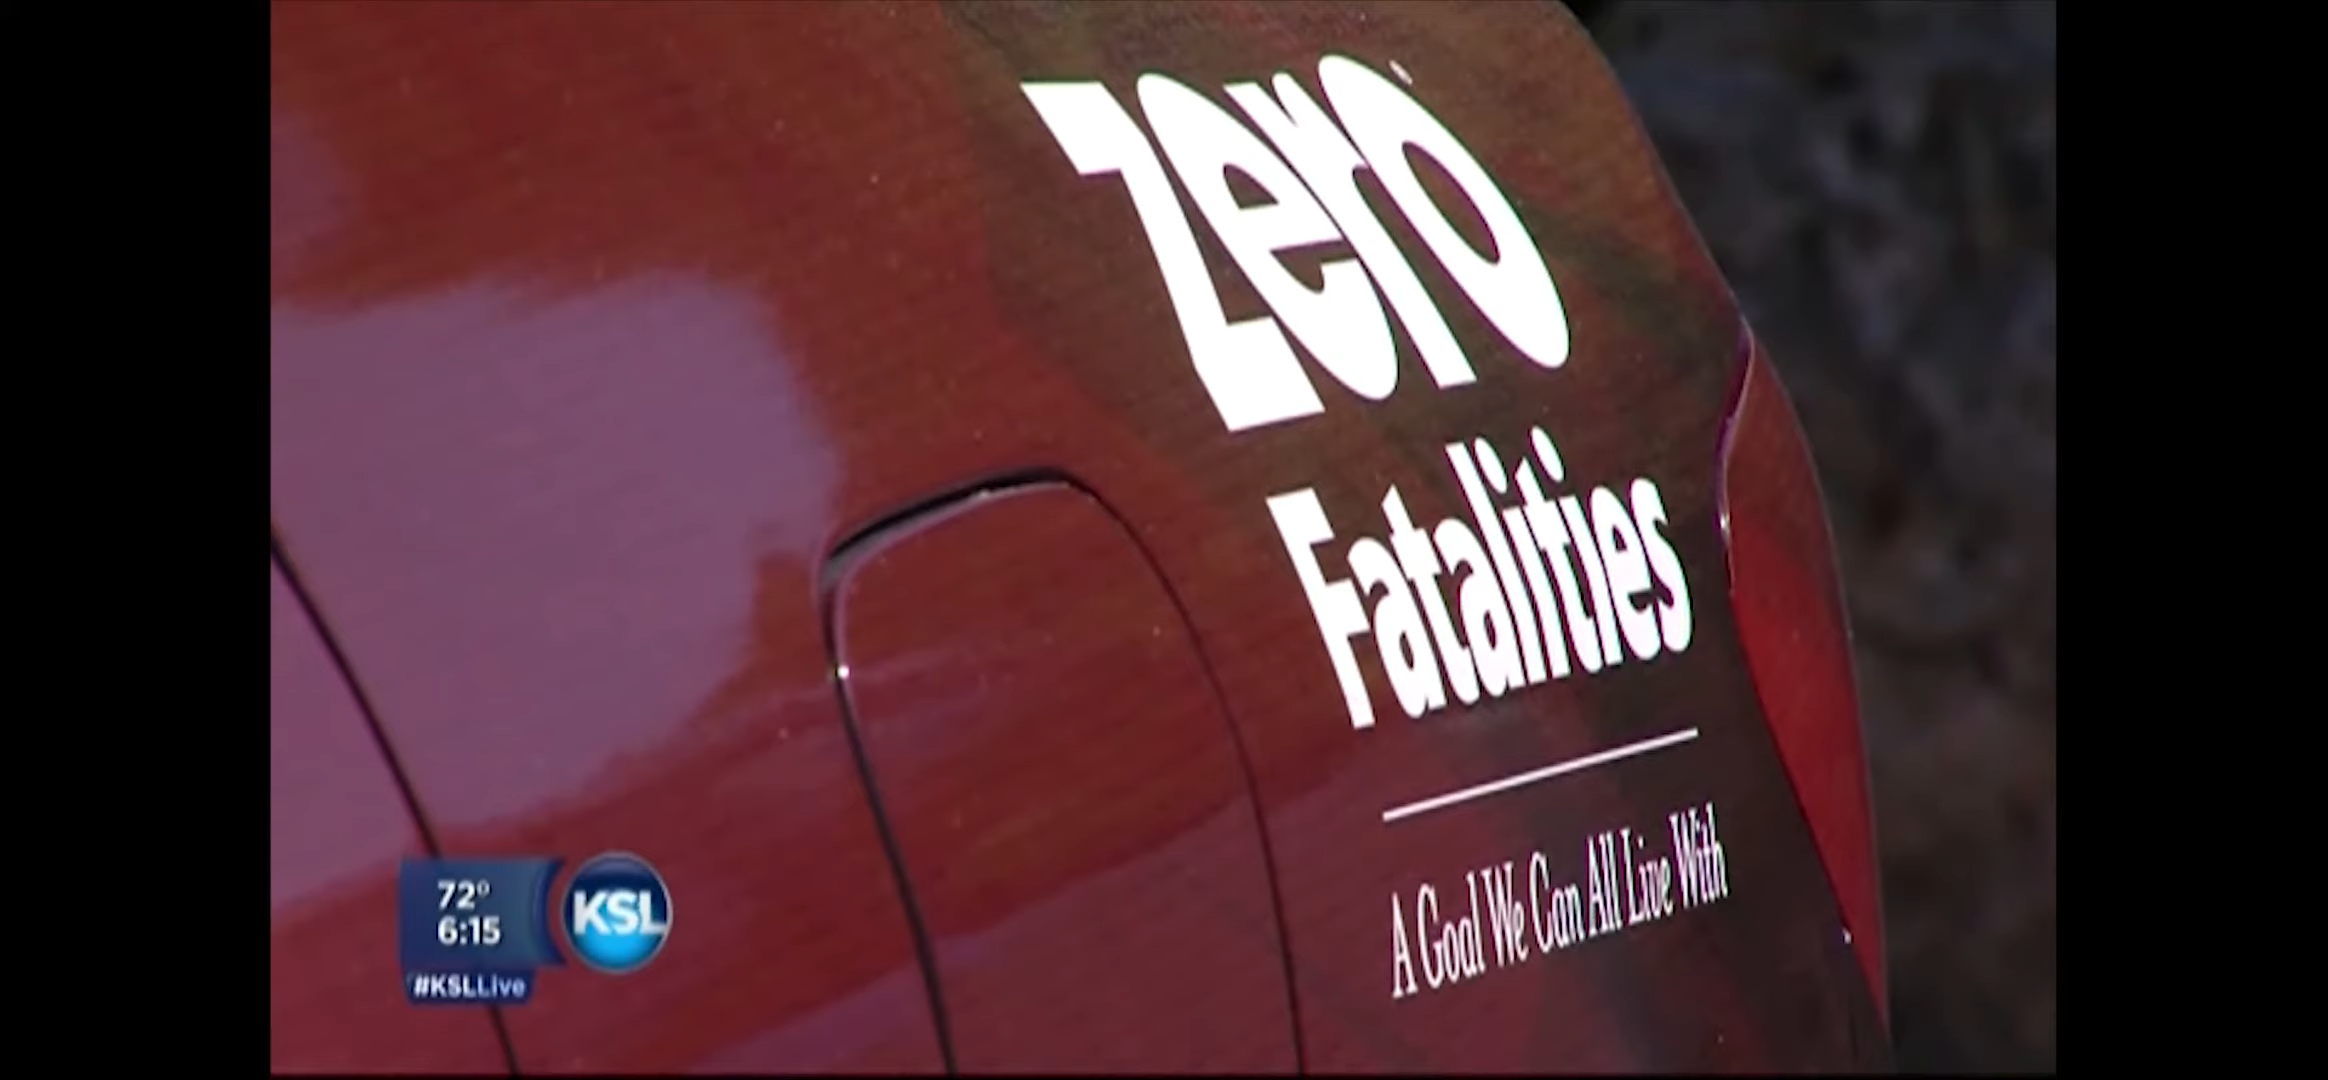 Zero
Fatalities
A Goal We Can All Live With
72°
6:15
KSL
#KSLLive